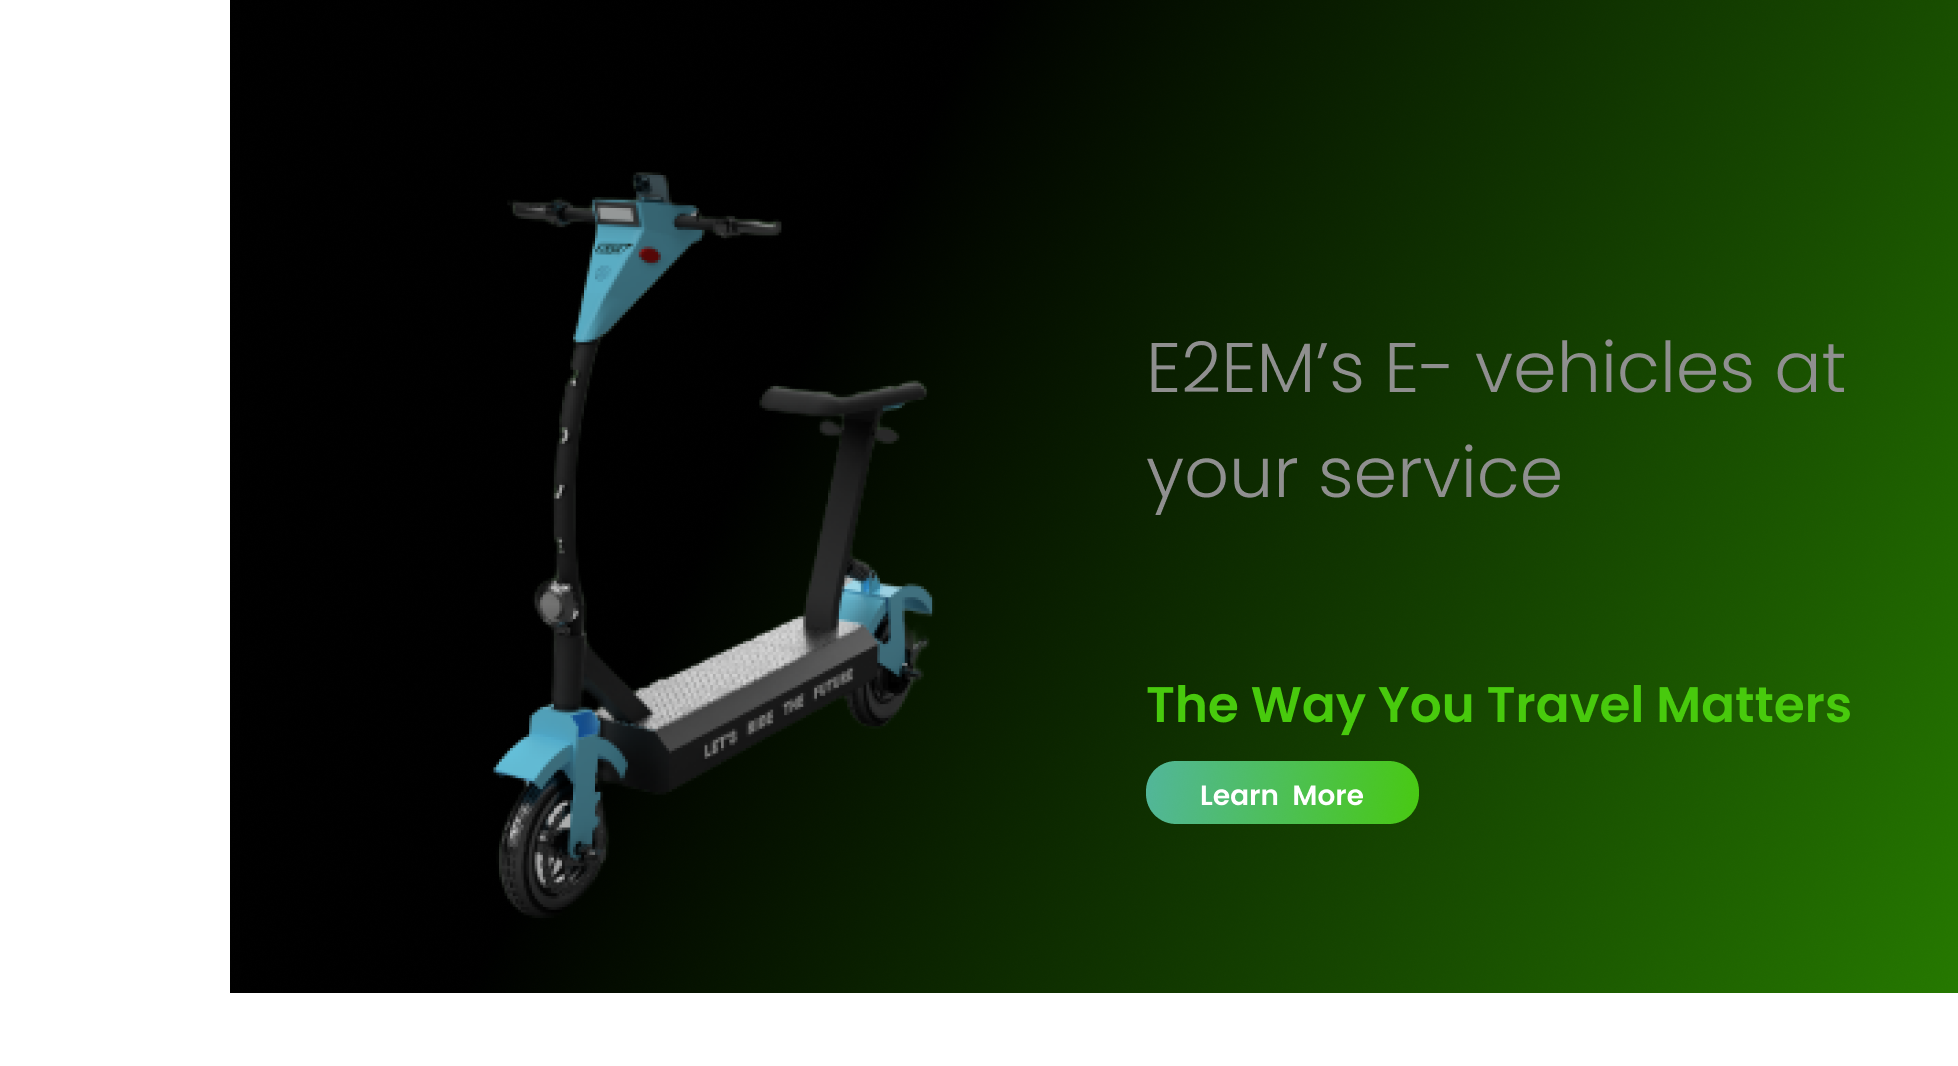 E2EM’s E- vehicles at
your service
The Way You Travel Matters
Learn More
LET'S RIDE THE FUTURE